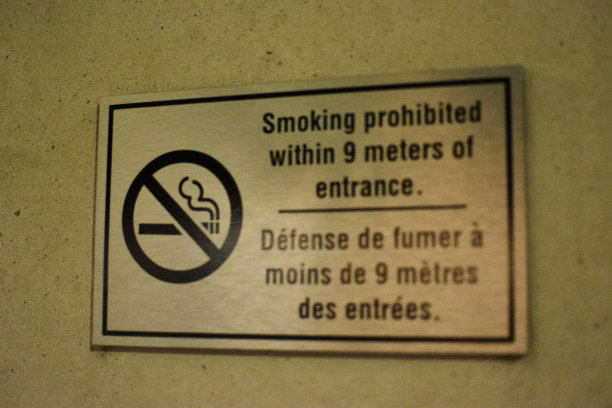 Smoking prohibited
within 9 meters of
entrance.
Défense de fumer à
moins de 9 mètres
des entrées.